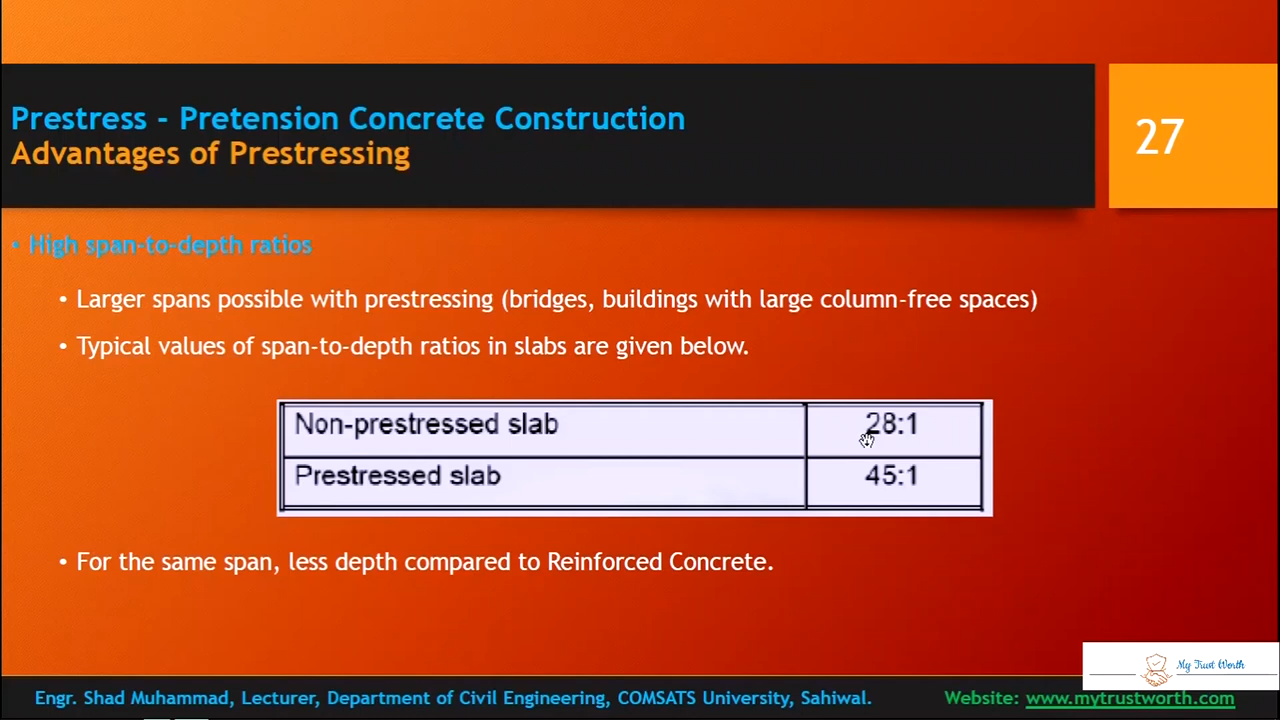 Prestress - Pretension Concrete Construction
Advantages of Prestressing
27
• High span-to-depth ratios
• Larger spans possible with prestressing (bridges, buildings with large column-free spaces)
• Typical values of span-to-depth ratios in slabs are given below.
Non-prestressed slab 28:1
Prestressed slab 45:1
• For the same span, less depth compared to Reinforced Concrete.
My Trust Worth
Engr. Shad Muhammad, Lecturer, Department of Civil Engineering, COMSATS University, Sahiwal. Website: www.mytrustworth.com